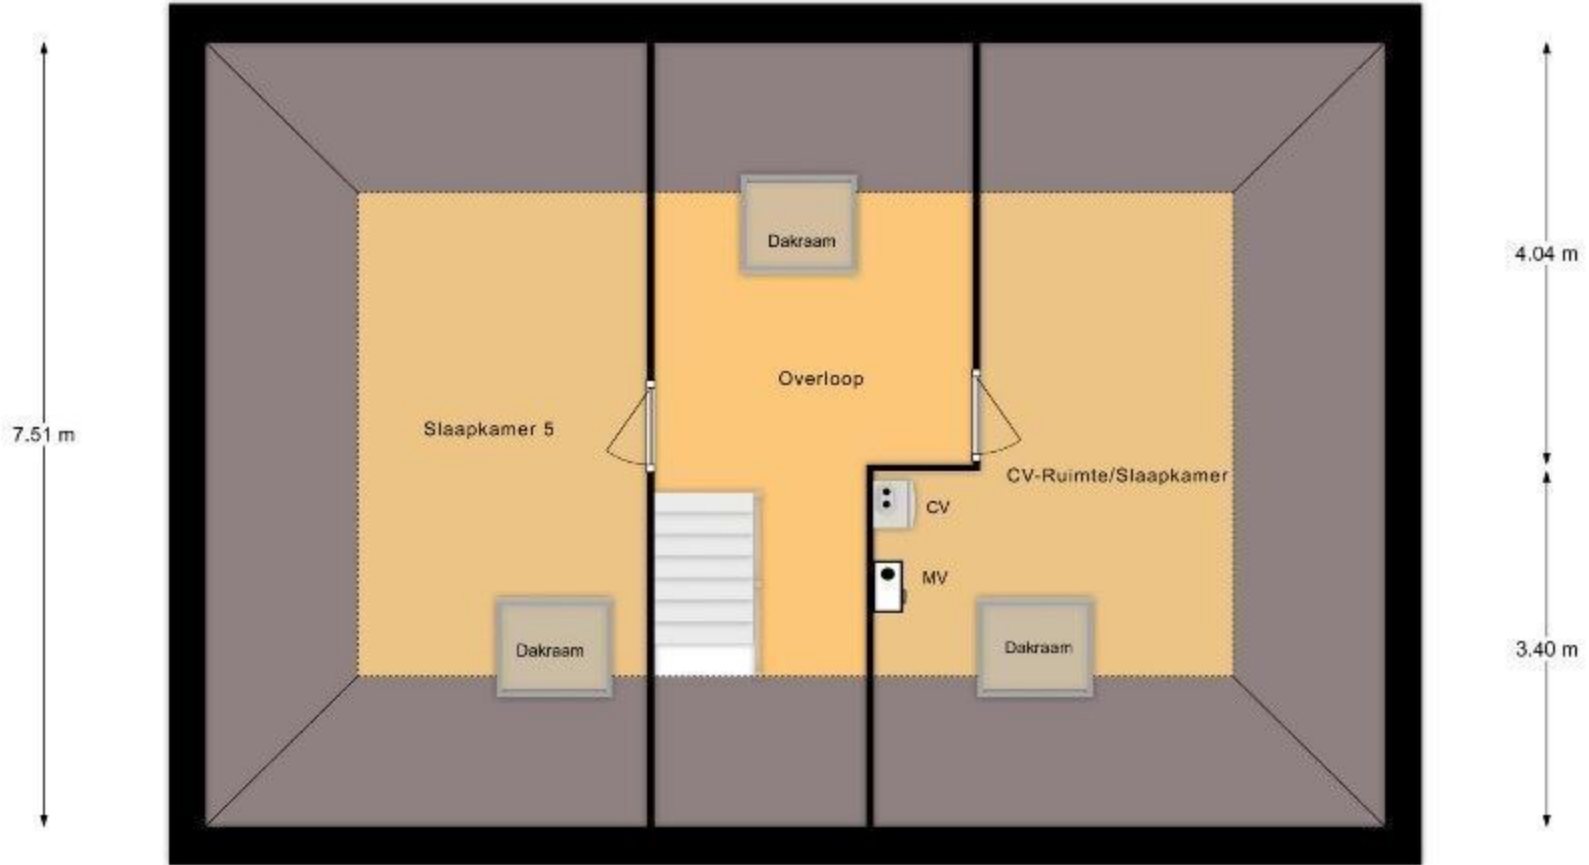 Dakraam
4.04 m
Overloop
Slaapkamer 5
7.51 m
CV-Ruimte/Slaapkamer
CV
MV
Dakraam
Dakraam
3.40 m